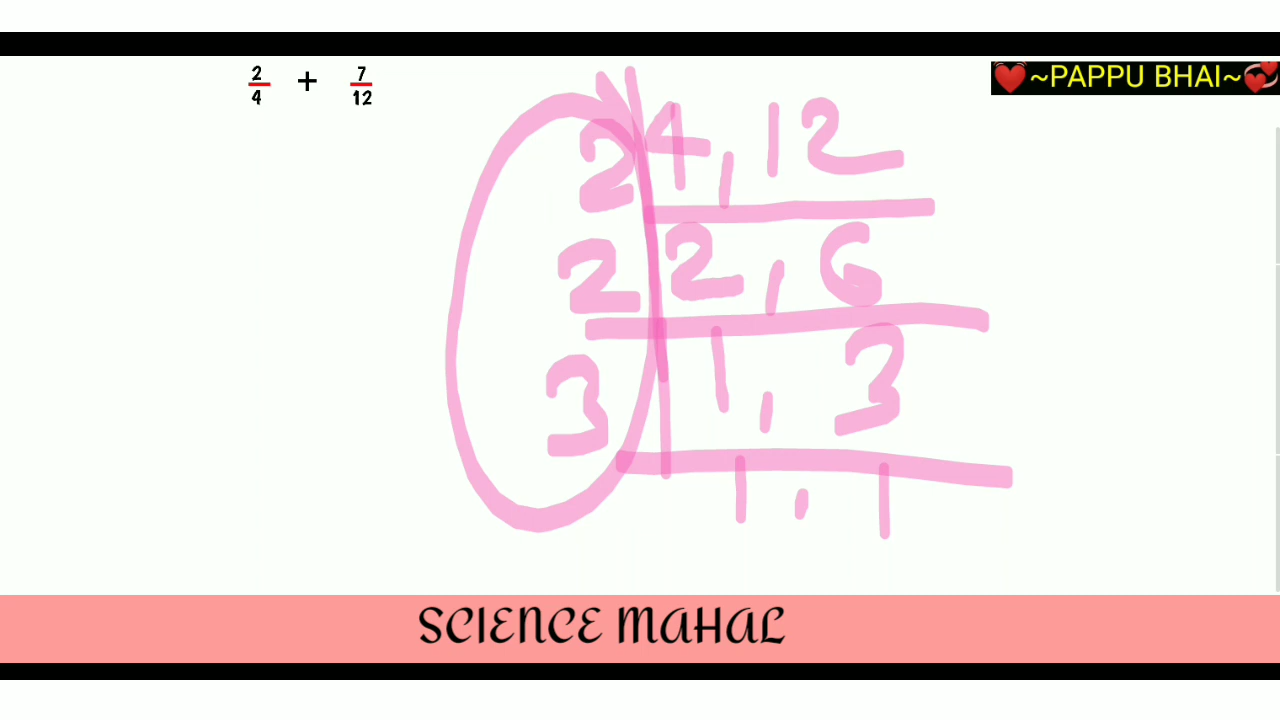 2/4 + 7/12
❤️~PAPPU BHAI~💞
2 4,12
2 2, 6
3 1, 3
1, 1
SCIENCE MAHAL